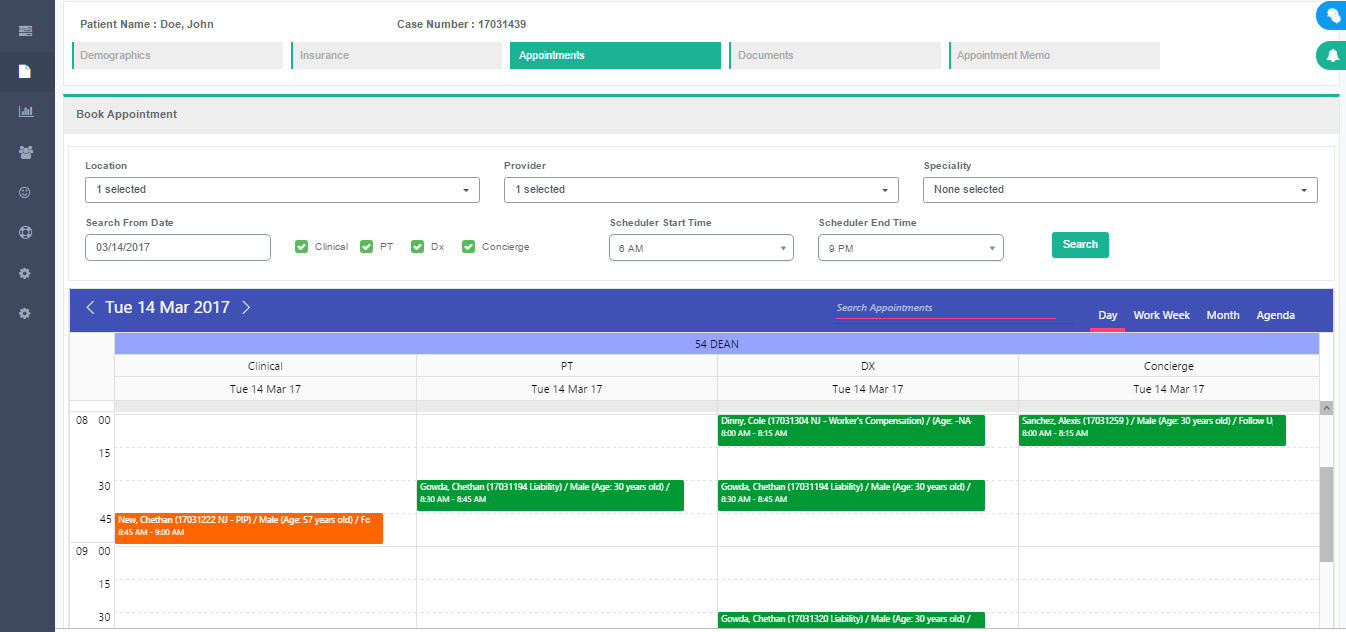 Patient Name : Doe, John Case Number : 17031439
Demographics Insurance Appointments Documents Appointment Memo
Book Appointment
Location Provider Speciality
1 selected 1 selected None selected
Search From Date Scheduler Start Time Scheduler End Time
03/14/2017 Clinical PT Dx Concierge 6 AM 9 PM Search
Tue 14 Mar 2017 Search Appointments Day Work Week Month Agenda
54 DEAN
Clinical PT DX Concierge
Tue 14 Mar 17 Tue 14 Mar 17 Tue 14 Mar 17 Tue 14 Mar 17
08 00 Dinny, Cole (17031304 NJ - Worker's Compensation) / (Age: -NA- Sanchez, Alexis (17031259 ) / Male (Age: 30 years old) / Follow U
8:00 AM - 8:15 AM 8:00 AM - 8:15 AM
15
30 Gowda, Chethan (17031194 Liability) / Male (Age: 30 years old) / Gowda, Chethan (17031194 Liability) / Male (Age: 30 years old) /
8:30 AM - 8:45 AM 8:30 AM - 8:45 AM
45 New, Chethan (17031222 NJ - PIP) / Male (Age: 57 years old) / Fo
8:45 AM - 9:00 AM
09 00
15
30 Gowda, Chethan (17031320 Liability) / Male (Age: 30 years old) /